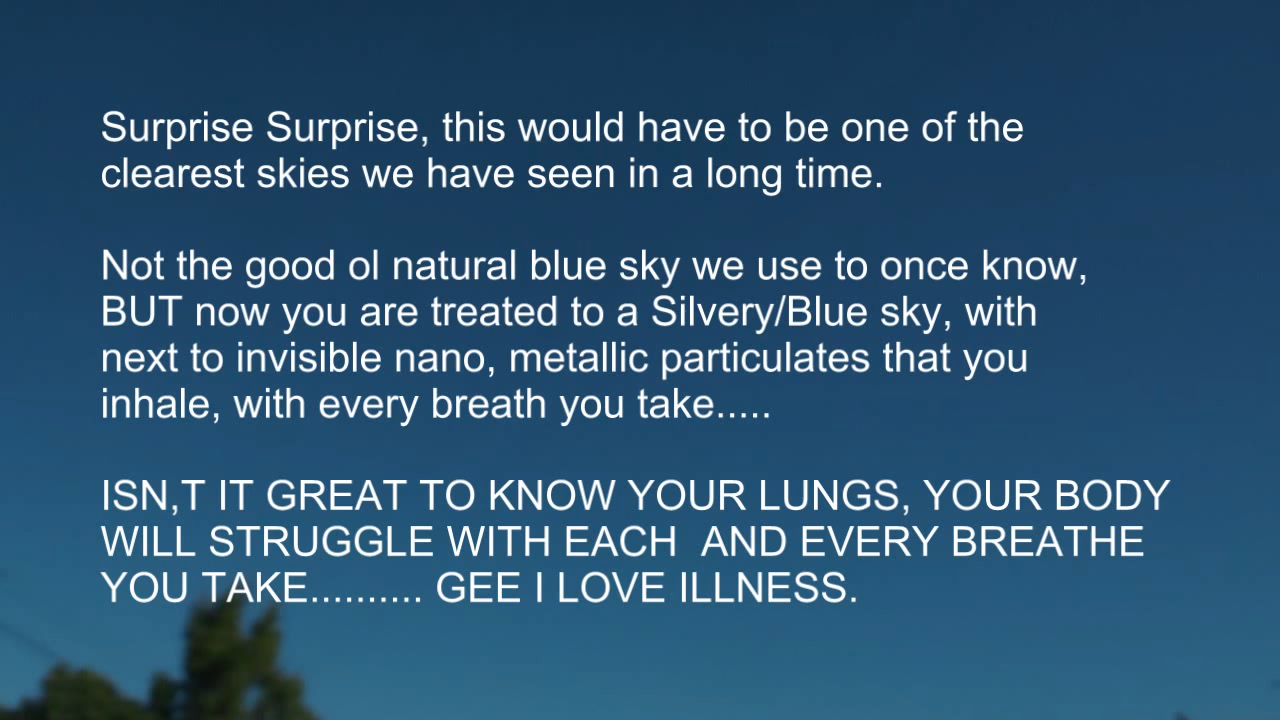 Surprise Surprise, this would have to be one of the
clearest skies we have seen in a long time.
Not the good ol natural blue sky we use to once know,
BUT now you are treated to a Silvery/Blue sky, with
next to invisible nano, metallic particulates that you
inhale, with every breath you take.....
ISN,T IT GREAT TO KNOW YOUR LUNGS, YOUR BODY
WILL STRUGGLE WITH EACH  AND EVERY BREATHE
YOU TAKE.......... GEE I LOVE ILLNESS.